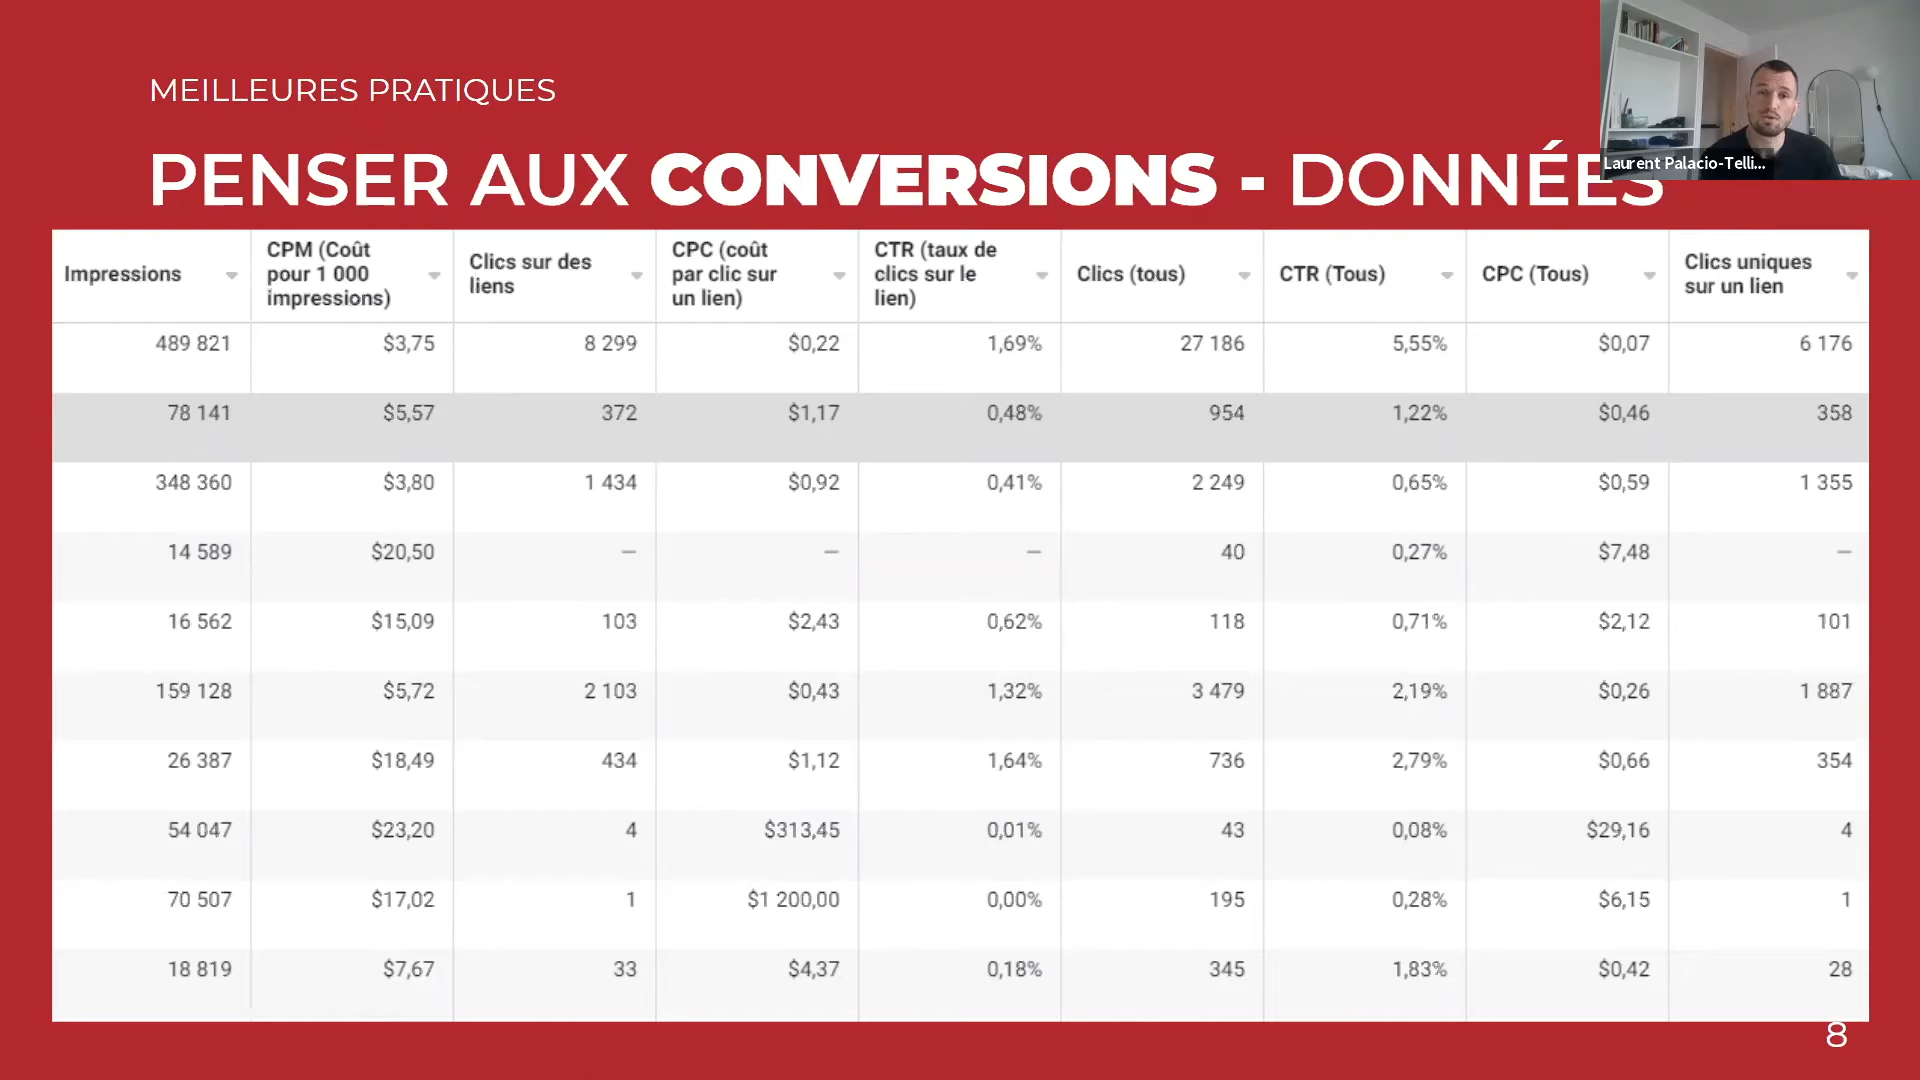 MEILLEURES PRATIQUES
PENSER AUX CONVERSIONS - DONNÉES
Laurent Palacio-Telli...
Impressions CPM (Coût pour 1 000 impressions) Clics sur des liens CPC (coût par clic sur un lien) CTR (taux de clics sur le lien) Clics (tous) CTR (Tous) CPC (Tous) Clics uniques sur un lien
489 821 $3,75 8 299 $0,22 1,69% 27 186 5,55% $0,07 6 176
78 141 $5,57 372 $1,17 0,48% 954 1,22% $0,46 358
348 360 $3,80 1 434 $0,92 0,41% 2 249 0,65% $0,59 1 355
14 589 $20,50 — — — 40 0,27% $7,48 —
16 562 $15,09 103 $2,43 0,62% 118 0,71% $2,12 101
159 128 $5,72 2 103 $0,43 1,32% 3 479 2,19% $0,26 1 887
26 387 $18,49 434 $1,12 1,64% 736 2,79% $0,66 354
54 047 $23,20 4 $313,45 0,01% 43 0,08% $29,16 4
70 507 $17,02 1 $1 200,00 0,00% 195 0,28% $6,15 1
18 819 $7,67 33 $4,37 0,18% 345 1,83% $0,42 28
8